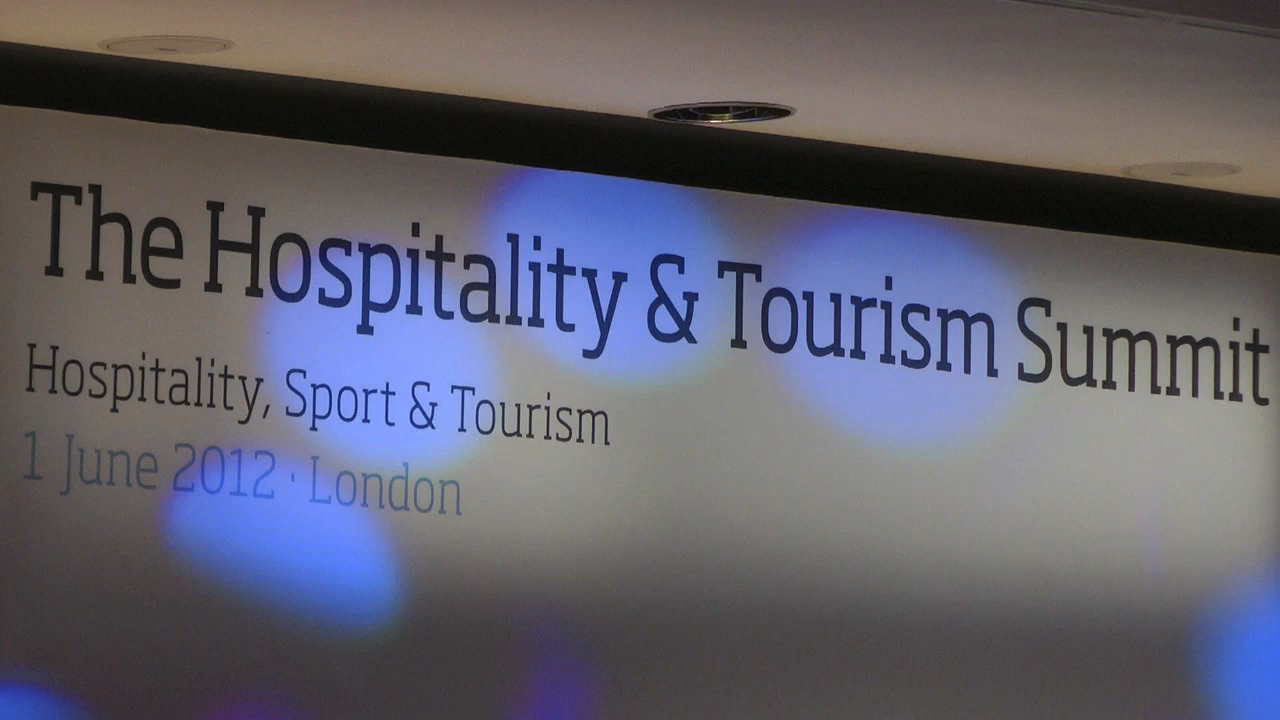 The Hospitality & Tourism Summit
Hospitality, Sport & Tourism
1 June 2012 · London